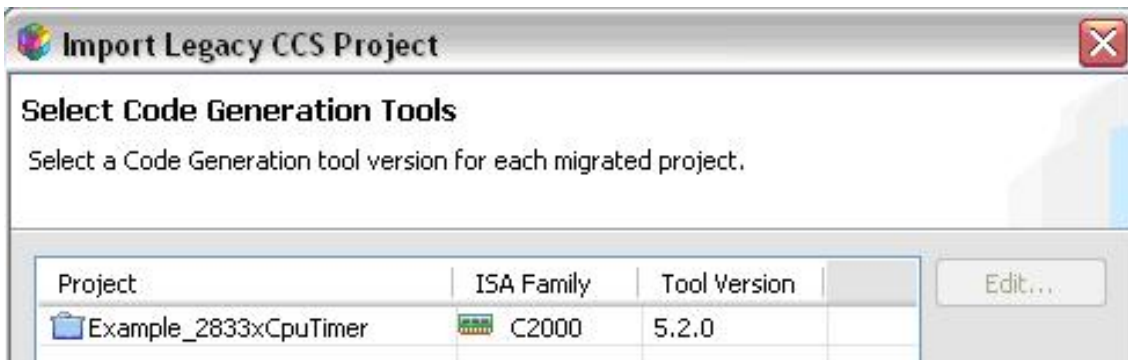 Import Legacy CCS Project
Select Code Generation Tools
Select a Code Generation tool version for each migrated project.
Project ISA Family Tool Version Edit...
Example_2833xCpuTimer C2000 5.2.0